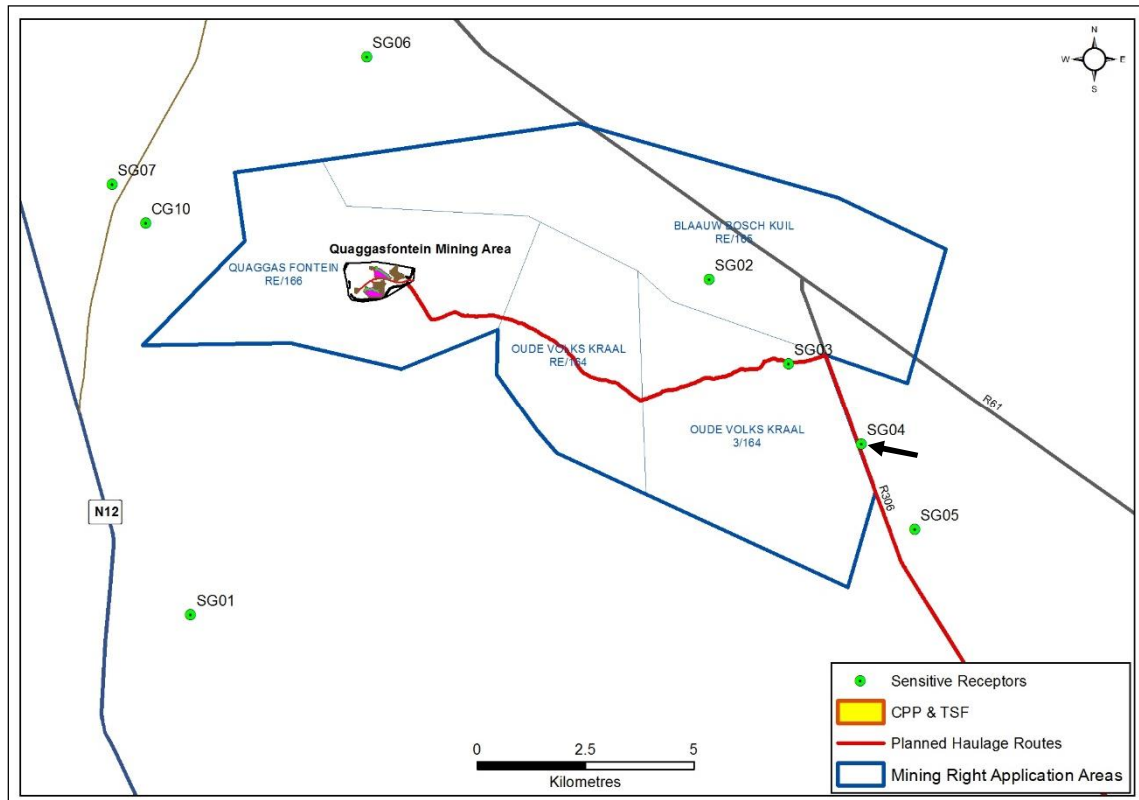 SG06
N
W
E
S
SG07
CG10
BLAAUW BOSCH KUIL
RE/165
Quaggasfontein Mining Area
QUAGGAS FONTEIN
RE/166
SG02
OUDE VOLKS KRAAL
RE/164
SG03
R61
OUDE VOLKS KRAAL
3/164
SG04
R306
N12
SG05
SG01
Sensitive Receptors
CPP & TSF
Planned Haulage Routes
Mining Right Application Areas
0
2.5
5
Kilometres